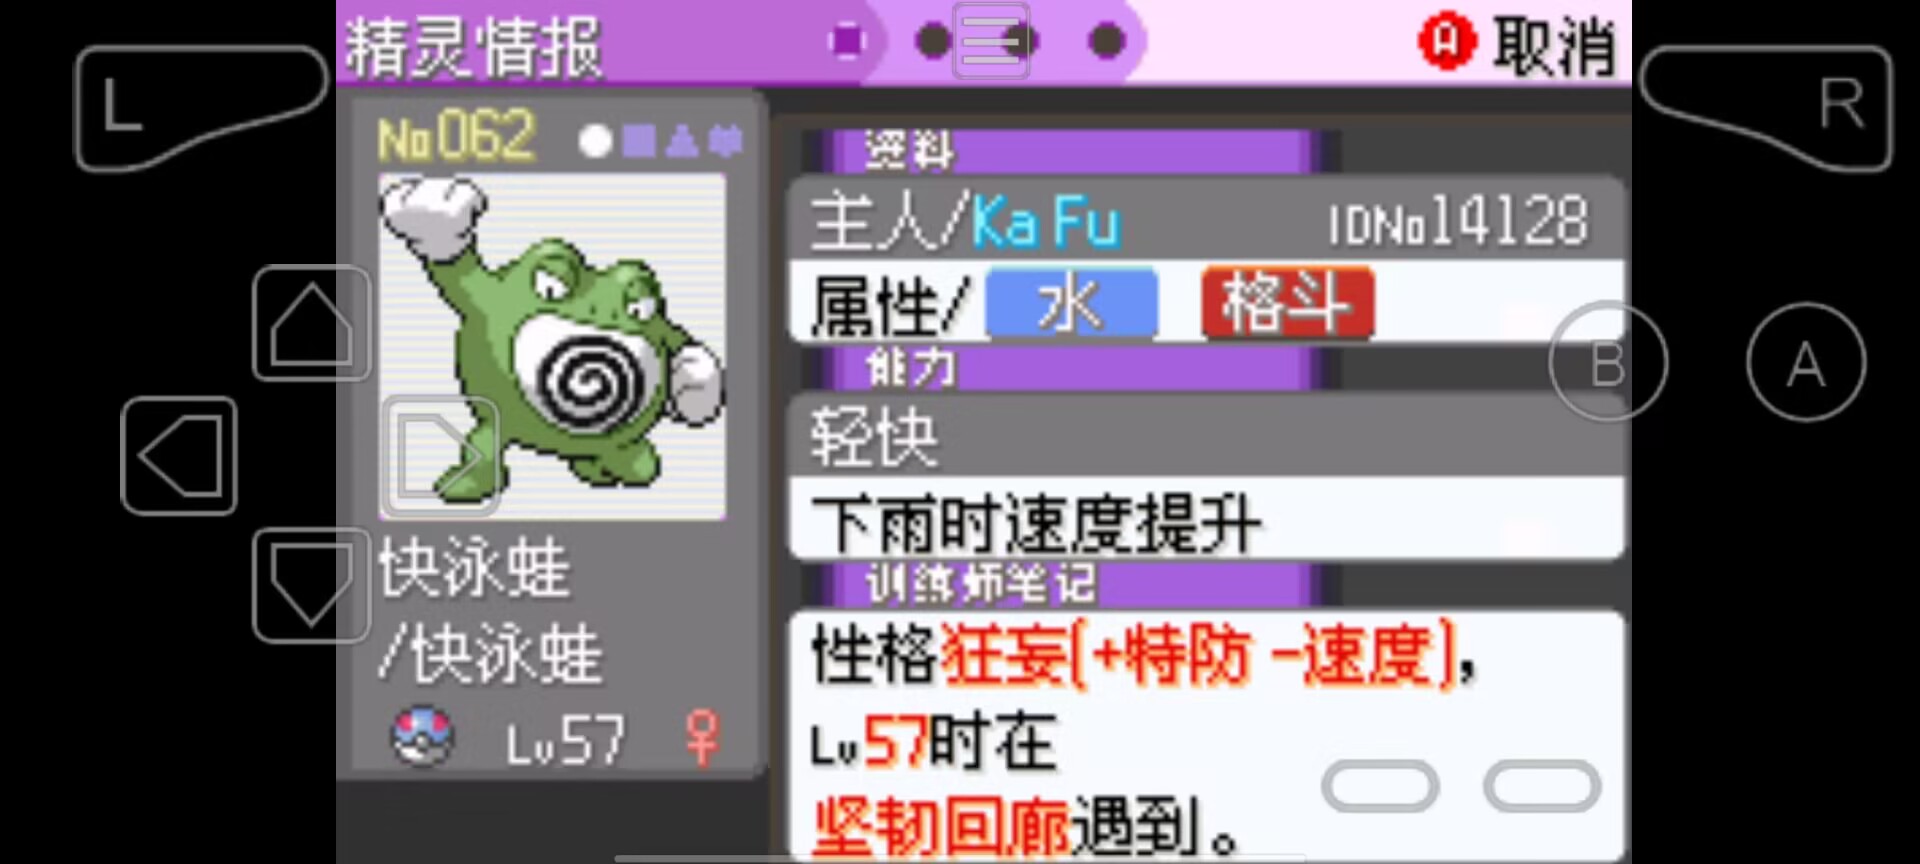 精灵情报
取消
L
R
No062
资料
主人/Ka Fu IDNo14128
属性/ 水 格斗
能力
轻快
下雨时速度提升
训练师笔记
性格狂妄(+特防 -速度),
Lv57时在
坚韧回廊遇到。
快泳蛙
/快泳蛙
Lv57 ♀
B
A